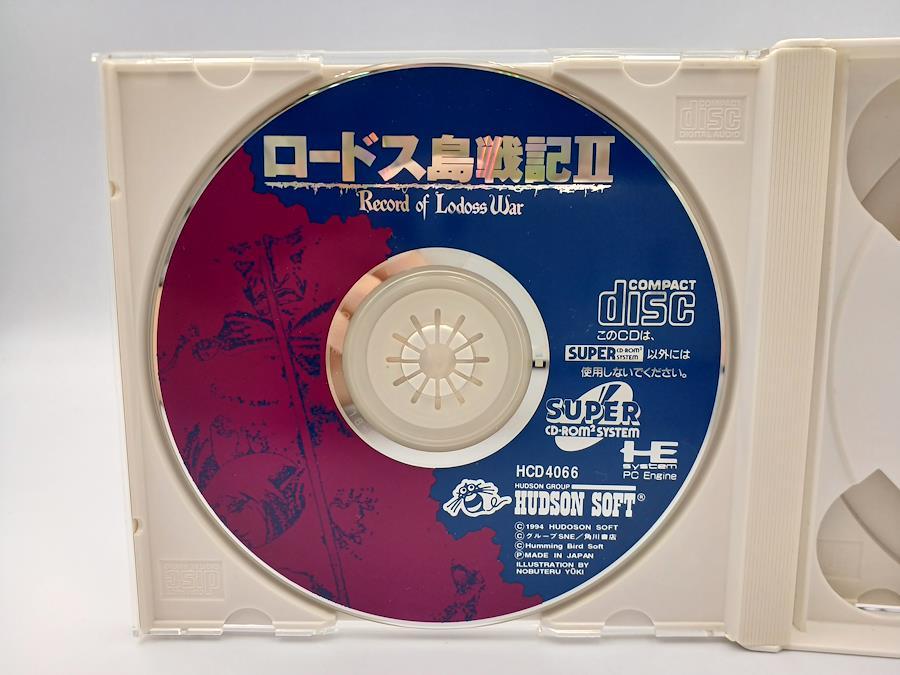 ロードス島戦記II
Record of Lodoss War
COMPACT
disc
DIGITAL AUDIO
COMPACT
disc
このCDは、
SUPER CD-ROM² SYSTEM 以外には
使用しないでください。
SUPER
CD-ROM² SYSTEM
HE
system
PC Engine
HCD4066
HUDSON GROUP
HUDSON SOFT®
©1994 HUDOSON SOFT
©グループSNE／角川書店
©Humming Bird Soft
ⓅMADE IN JAPAN
ILLUSTRATION BY
NOBUTERU YŪKI